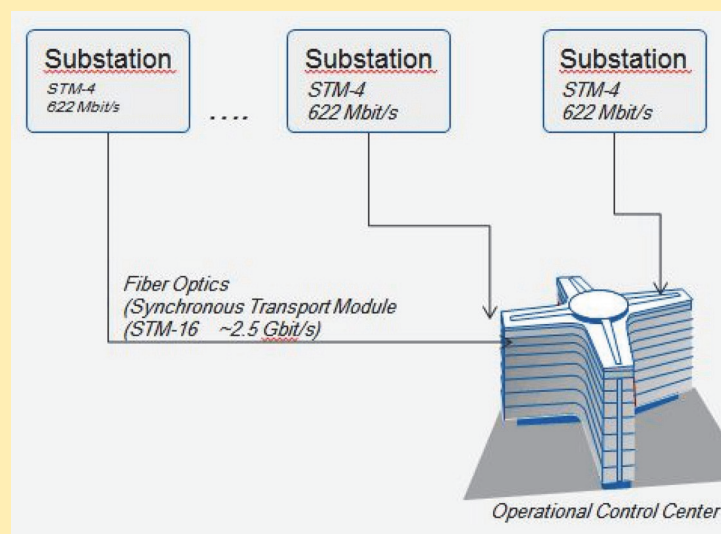 Substation
STM-4
622 Mbit/s
....
Substation
STM-4
622 Mbit/s
Substation
STM-4
622 Mbit/s
Fiber Optics
(Synchronous Transport Module
(STM-16 ~2.5 Gbit/s)
Operational Control Center